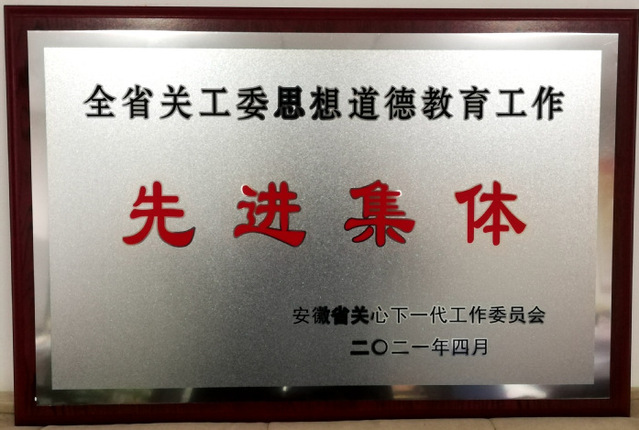 全省关工委思想道德教育工作
先进集体
安徽省关心下一代工作委员会
二〇二一年四月